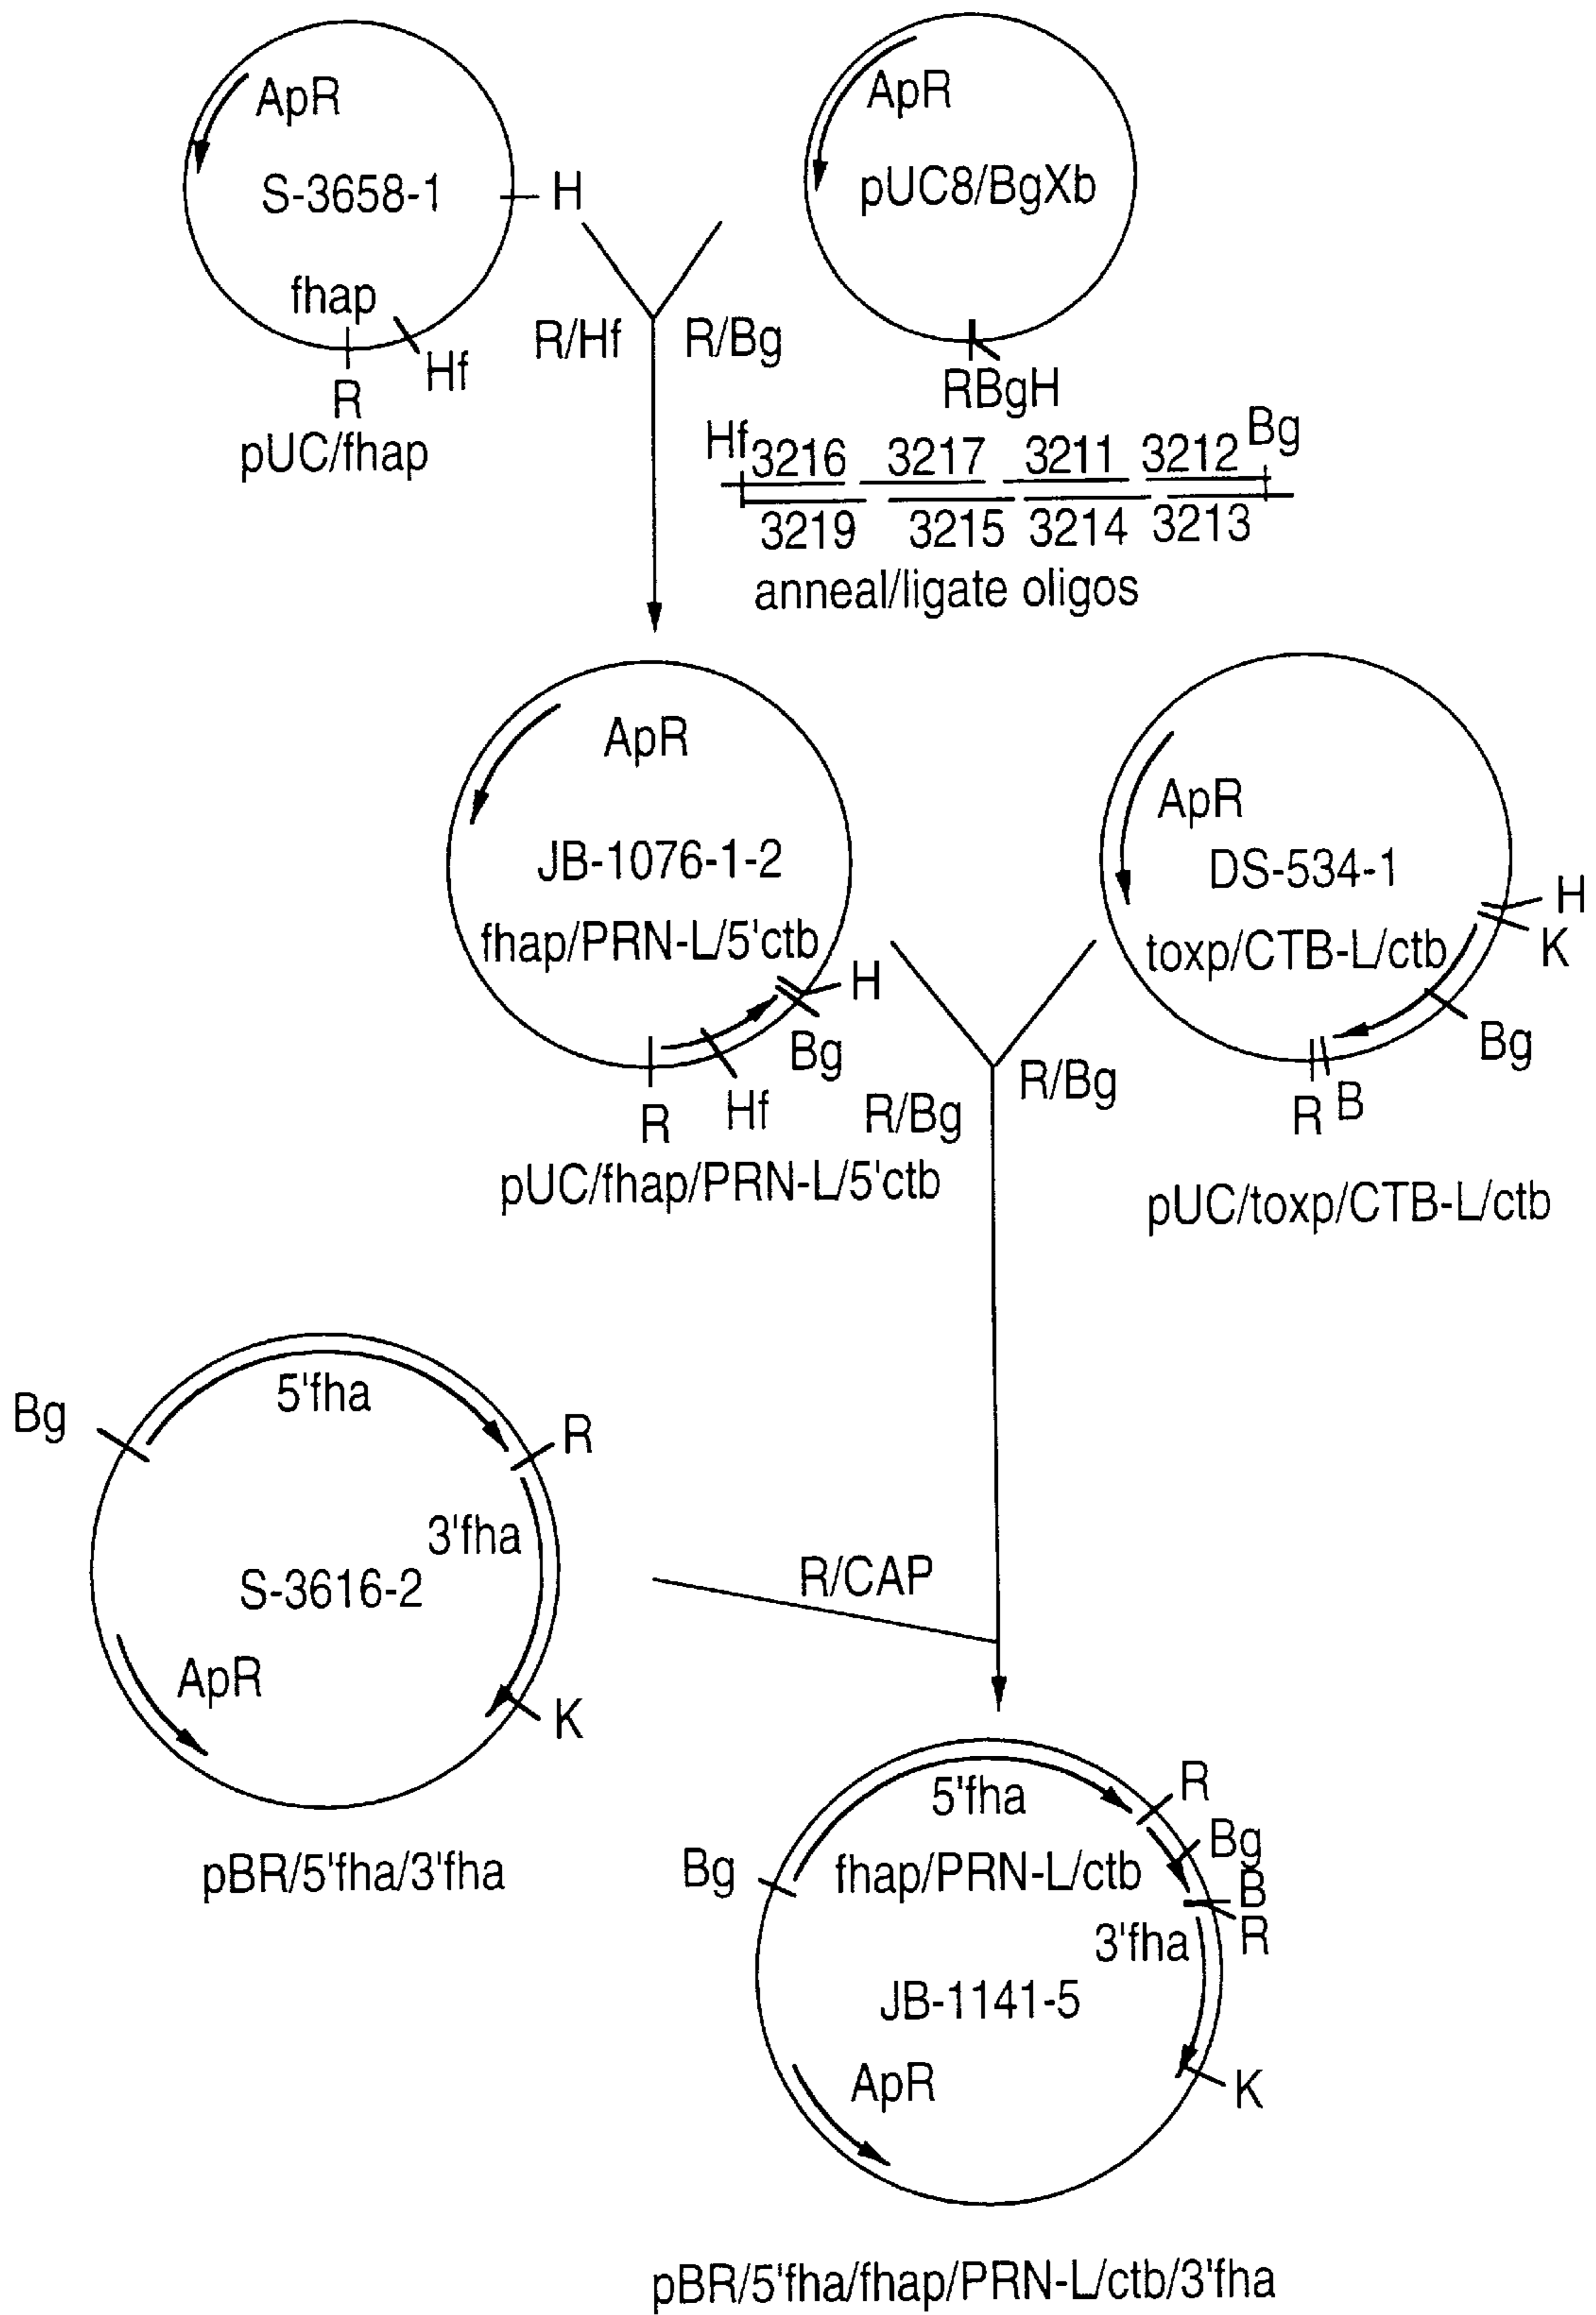 ApR
S-3658-1
H
fhap
Hf
R
pUC/fhap
ApR
pUC8/BgXb
RBgH
R/Hf
R/Bg
Hf
3216
3217
3211
3212
Bg
3219
3215
3214
3213
anneal/ligate oligos
ApR
JB-1076-1-2
fhap/PRN-L/5'ctb
H
Bg
Hf
R
pUC/fhap/PRN-L/5'ctb
ApR
DS-534-1
toxp/CTB-L/ctb
H
K
Bg
R B
pUC/toxp/CTB-L/ctb
R/Bg
R/Bg
5'fha
Bg
R
3'fha
S-3616-2
ApR
K
pBR/5'fha/3'fha
R/CAP
5'fha
R
Bg
Bg
fhap/PRN-L/ctb
B
R
3'fha
JB-1141-5
ApR
K
pBR/5'fha/fhap/PRN-L/ctb/3'fha